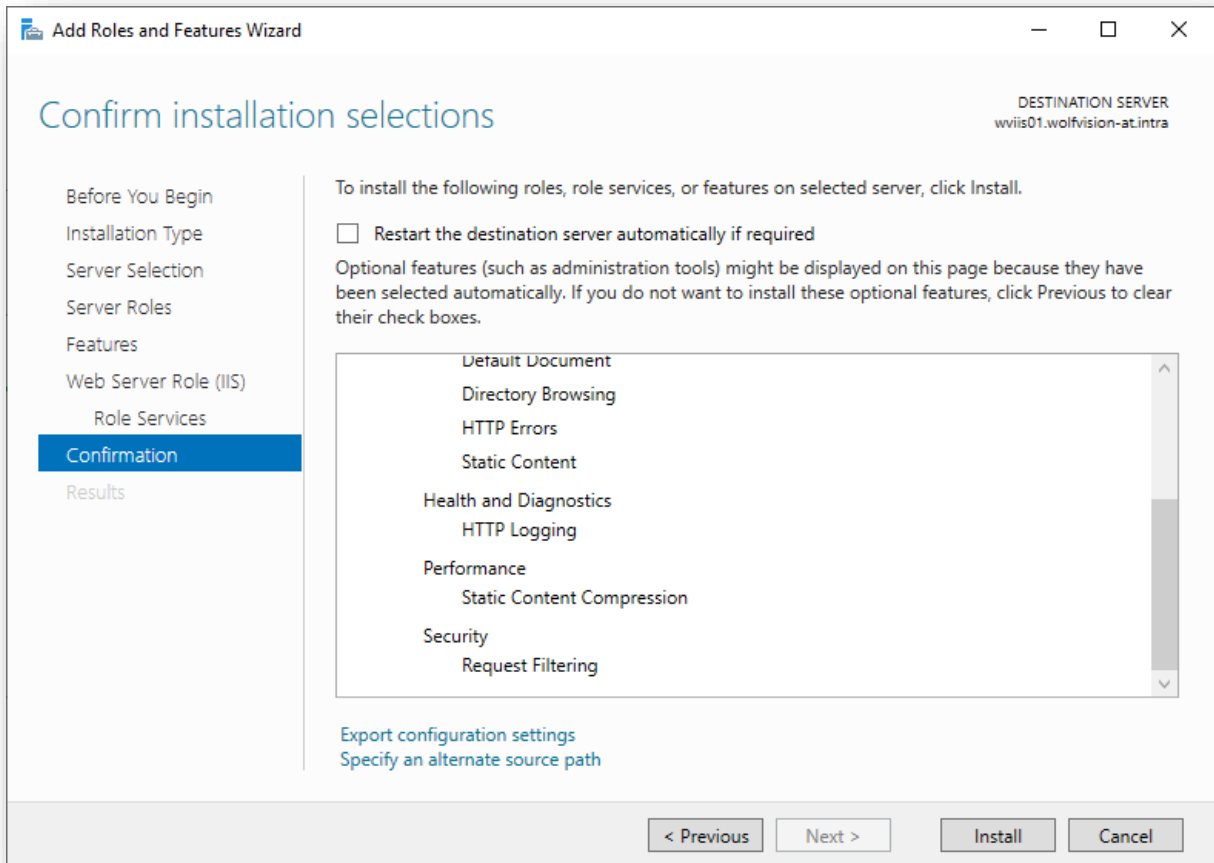 Add Roles and Features Wizard
Confirm installation selections
DESTINATION SERVER
wviis01.wolfvision-at.intra
Before You Begin
Installation Type
Server Selection
Server Roles
Features
Web Server Role (IIS)
Role Services
Confirmation
Results
To install the following roles, role services, or features on selected server, click Install.
Restart the destination server automatically if required
Optional features (such as administration tools) might be displayed on this page because they have
been selected automatically. If you do not want to install these optional features, click Previous to clear
their check boxes.
Default Document
Directory Browsing
HTTP Errors
Static Content
Health and Diagnostics
HTTP Logging
Performance
Static Content Compression
Security
Request Filtering
Export configuration settings
Specify an alternate source path
< Previous
Next >
Install
Cancel